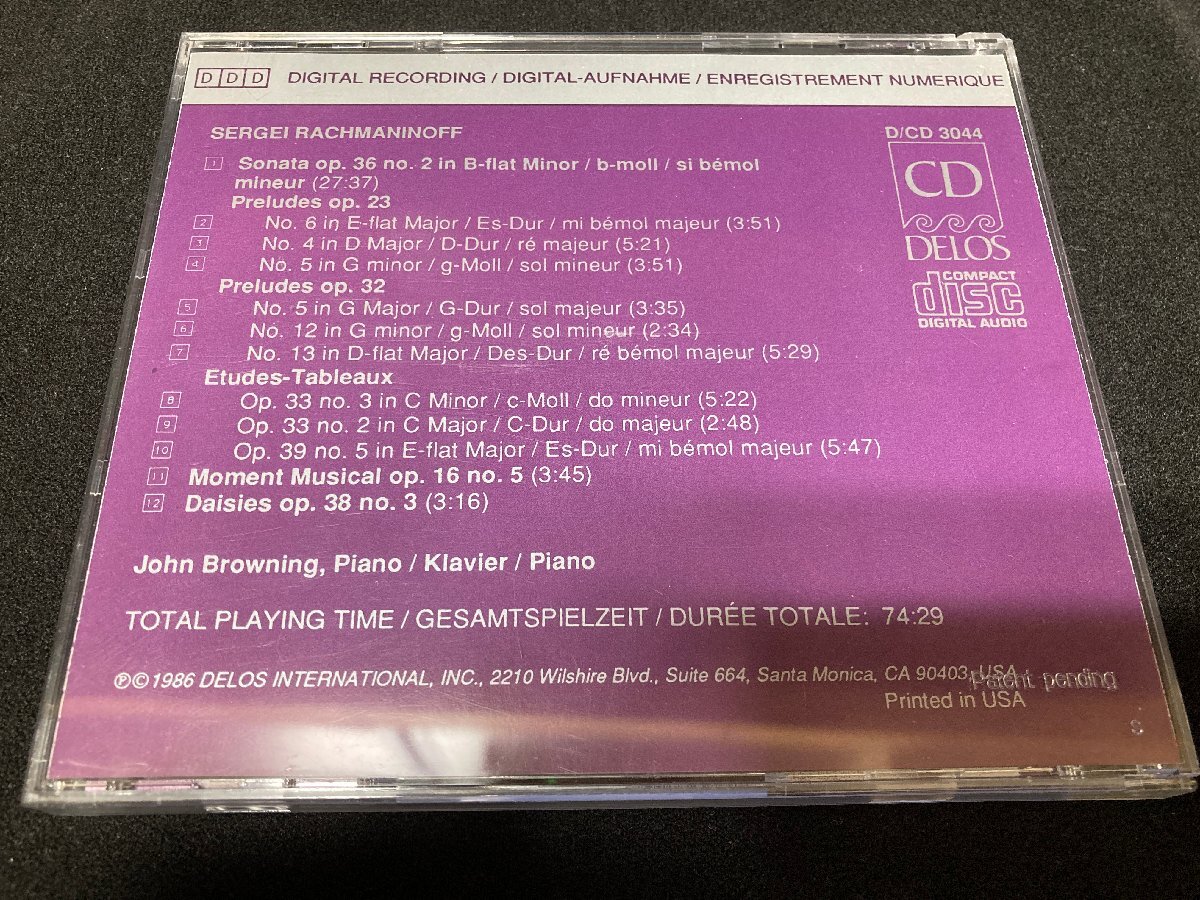 DDD DIGITAL RECORDING / DIGITAL-AUFNAHME / ENREGISTREMENT NUMERIQUE
SERGEI RACHMANINOFF
D/CD 3044
CD
DELOS
COMPACT
disc
DIGITAL AUDIO
1 Sonata op. 36 no. 2 in B-flat Minor / b-moll / si bémol
mineur (27:37)
Preludes op. 23
2 No. 6 in E-flat Major / Es-Dur / mi bémol majeur (3:51)
3 No. 4 in D Major / D-Dur / ré majeur (5:21)
4 No. 5 in G minor / g-Moll / sol mineur (3:51)
Preludes op. 32
5 No. 5 in G Major / G-Dur / sol majeur (3:35)
6 No. 12 in G minor / g-Moll / sol mineur (2:34)
7 No. 13 in D-flat Major / Des-Dur / ré bémol majeur (5:29)
Etudes-Tableaux
8 Op. 33 no. 3 in C Minor / c-Moll / do mineur (5:22)
9 Op. 33 no. 2 in C Major / C-Dur / do majeur (2:48)
10 Op. 39 no. 5 in E-flat Major / Es-Dur / mi bémol majeur (5:47)
11 Moment Musical op. 16 no. 5 (3:45)
12 Daisies op. 38 no. 3 (3:16)
John Browning, Piano / Klavier / Piano
TOTAL PLAYING TIME / GESAMTSPIELZEIT / DURÉE TOTALE: 74:29
℗©1986 DELOS INTERNATIONAL, INC., 2210 Wilshire Blvd., Suite 664, Santa Monica, CA 90403, USA
Patent pending
Printed in USA